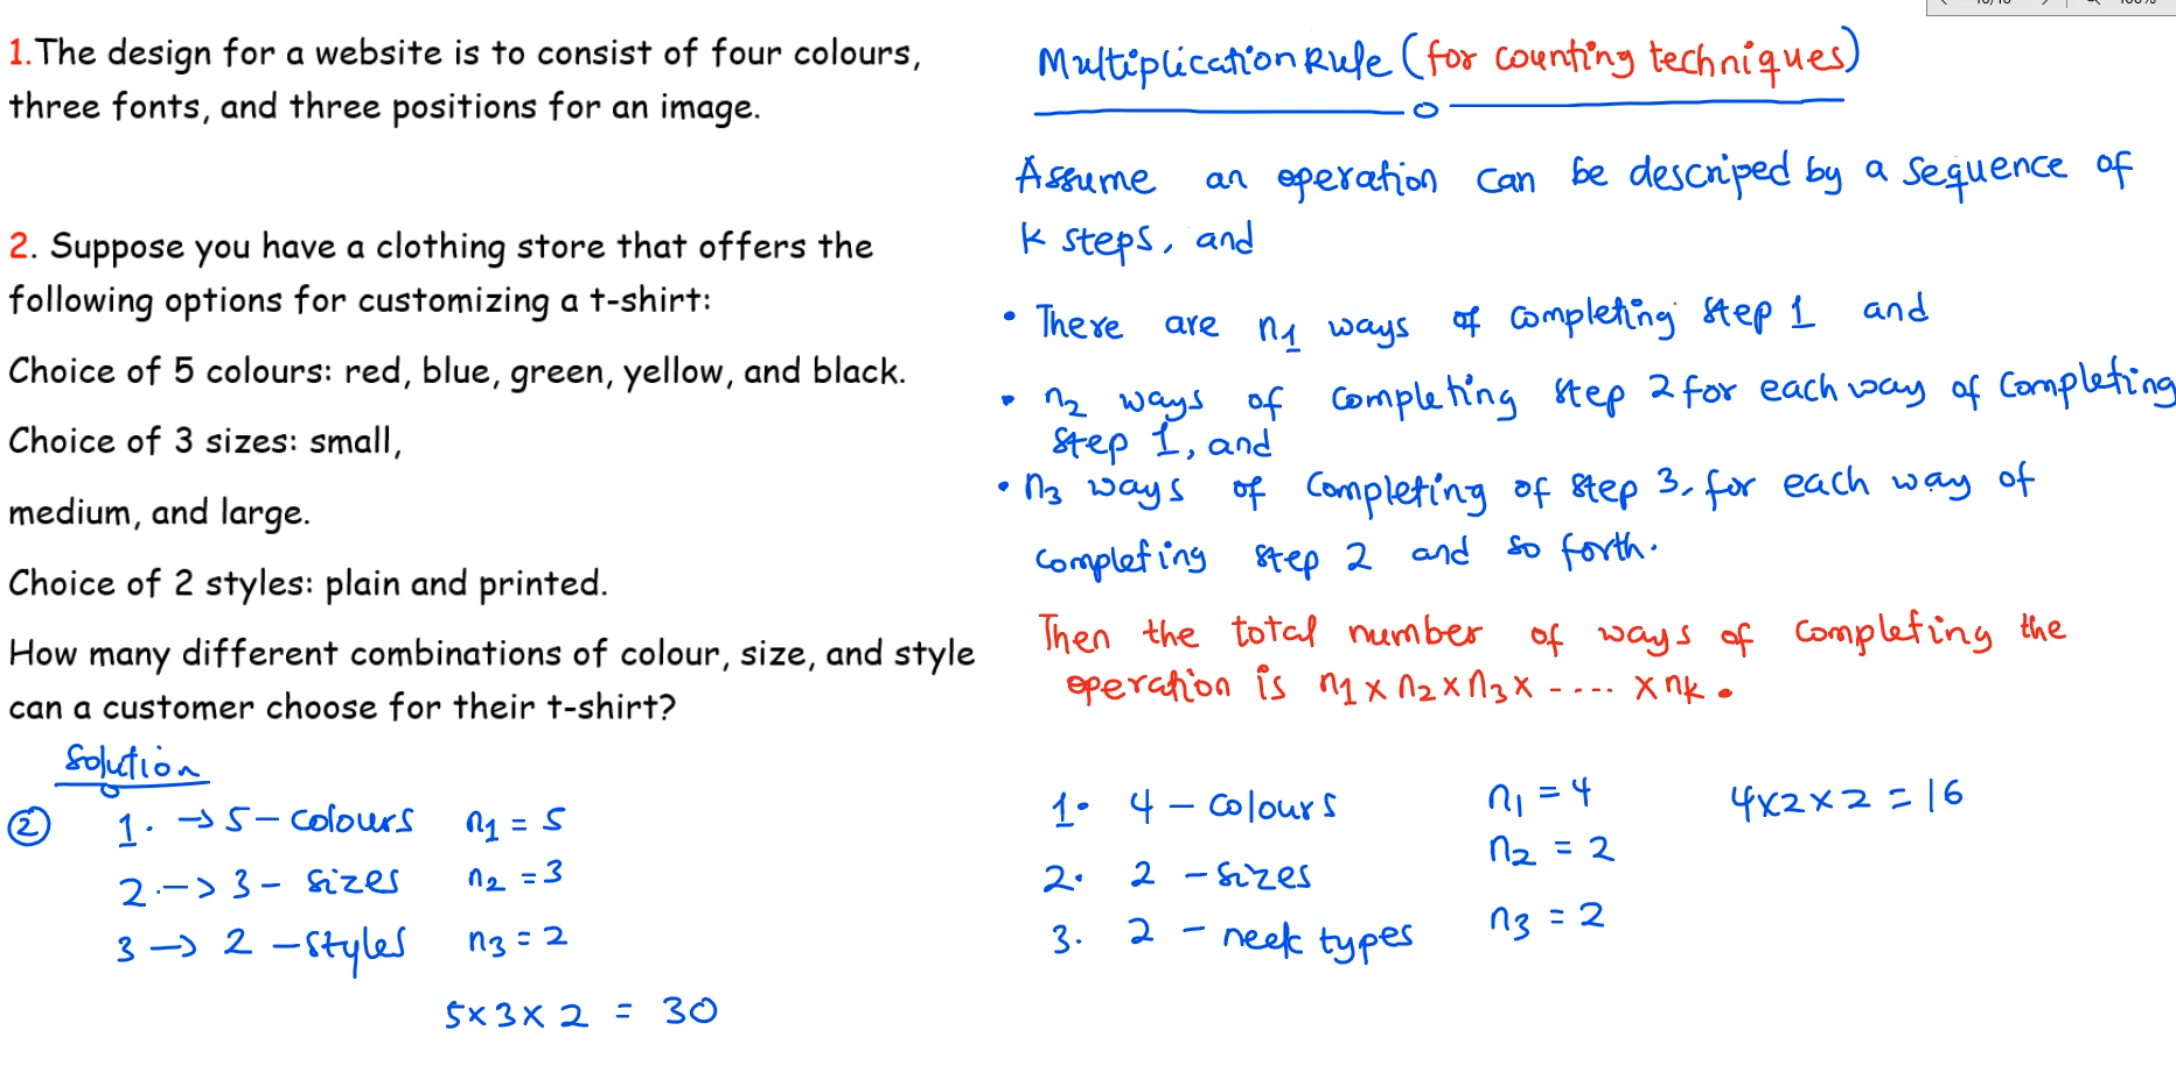 1.The design for a website is to consist of four colours,
three fonts, and three positions for an image.
2. Suppose you have a clothing store that offers the
following options for customizing a t-shirt:
Choice of 5 colours: red, blue, green, yellow, and black.
Choice of 3 sizes: small,
medium, and large.
Choice of 2 styles: plain and printed.
How many different combinations of colour, size, and style
can a customer choose for their t-shirt?
Solution
② 1. → 5 - colours n1 = 5
2. -> 3 - sizes n2 = 3
3 → 2 - styles n3 = 2
5 x 3 x 2 = 30
Multiplication Rule (for counting techniques)
Assume an operation can be descriped by a sequence of
k steps, and
• There are n1 ways of completing step 1 and
• n2 ways of completing step 2 for each way of completing
step 1, and
• n3 ways of completing of step 3, for each way of
completing step 2 and so forth.
Then the total number of ways of completing the
operation is n1 x n2 x n3 x ---- x nk.
1. 4 - colours n1 = 4 4x2x2 = 16
2. 2 - sizes n2 = 2
3. 2 - neek types n3 = 2